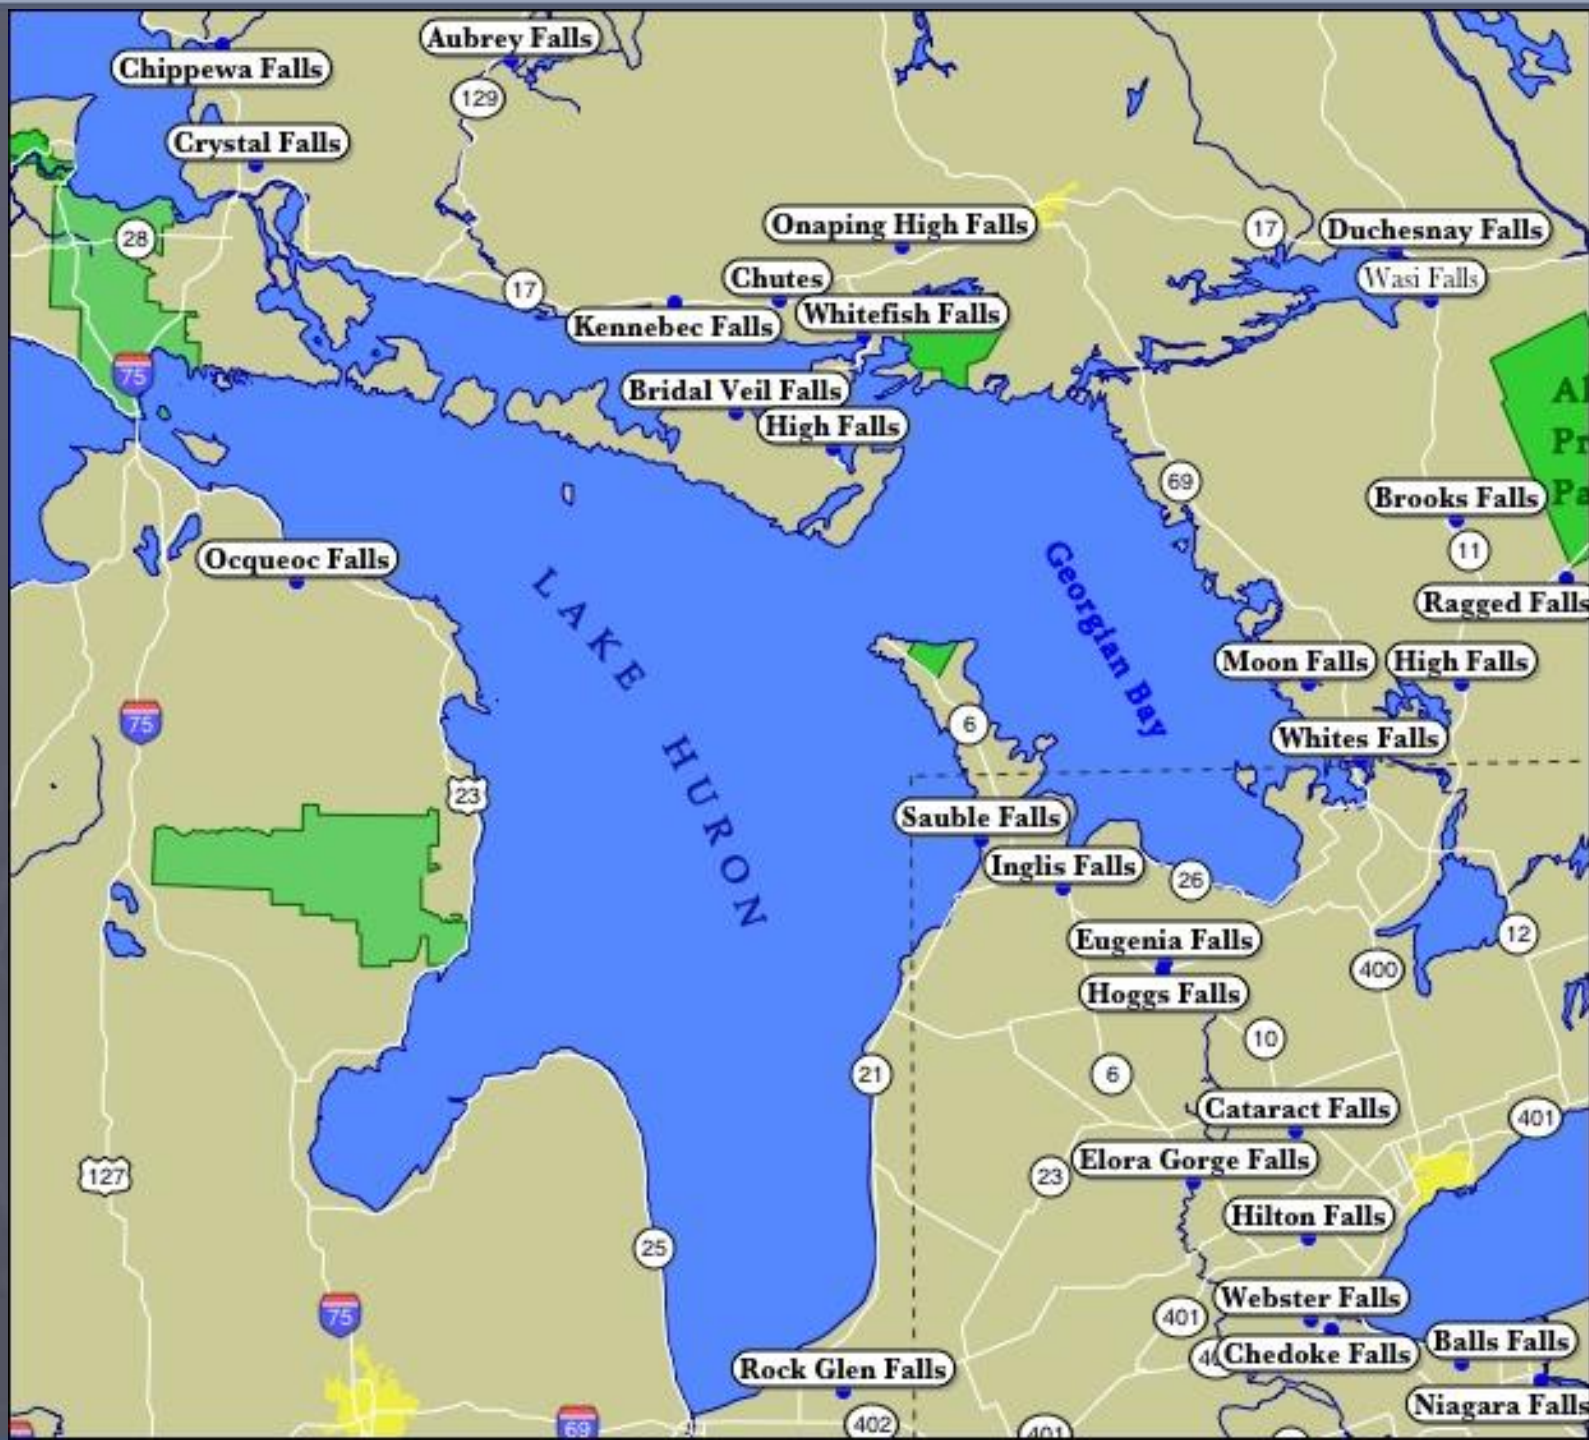 Aubrey Falls
Chippewa Falls
129
Crystal Falls
Onaping High Falls
17
Duchesnay Falls
28
Chutes
Wasi Falls
17
Kennebec Falls
Whitefish Falls
75
Bridal Veil Falls
High Falls
69
Brooks Falls
11
Ocqueoc Falls
Ragged Falls
LAKE HURON
Georgian Bay
Moon Falls
High Falls
75
6
Whites Falls
23
Sauble Falls
Inglis Falls
26
Eugenia Falls
12
400
Hoggs Falls
10
21
6
Cataract Falls
401
127
23
Elora Gorge Falls
Hilton Falls
25
75
401
Webster Falls
Chedoke Falls
Balls Falls
Rock Glen Falls
Niagara Falls
69
402
401